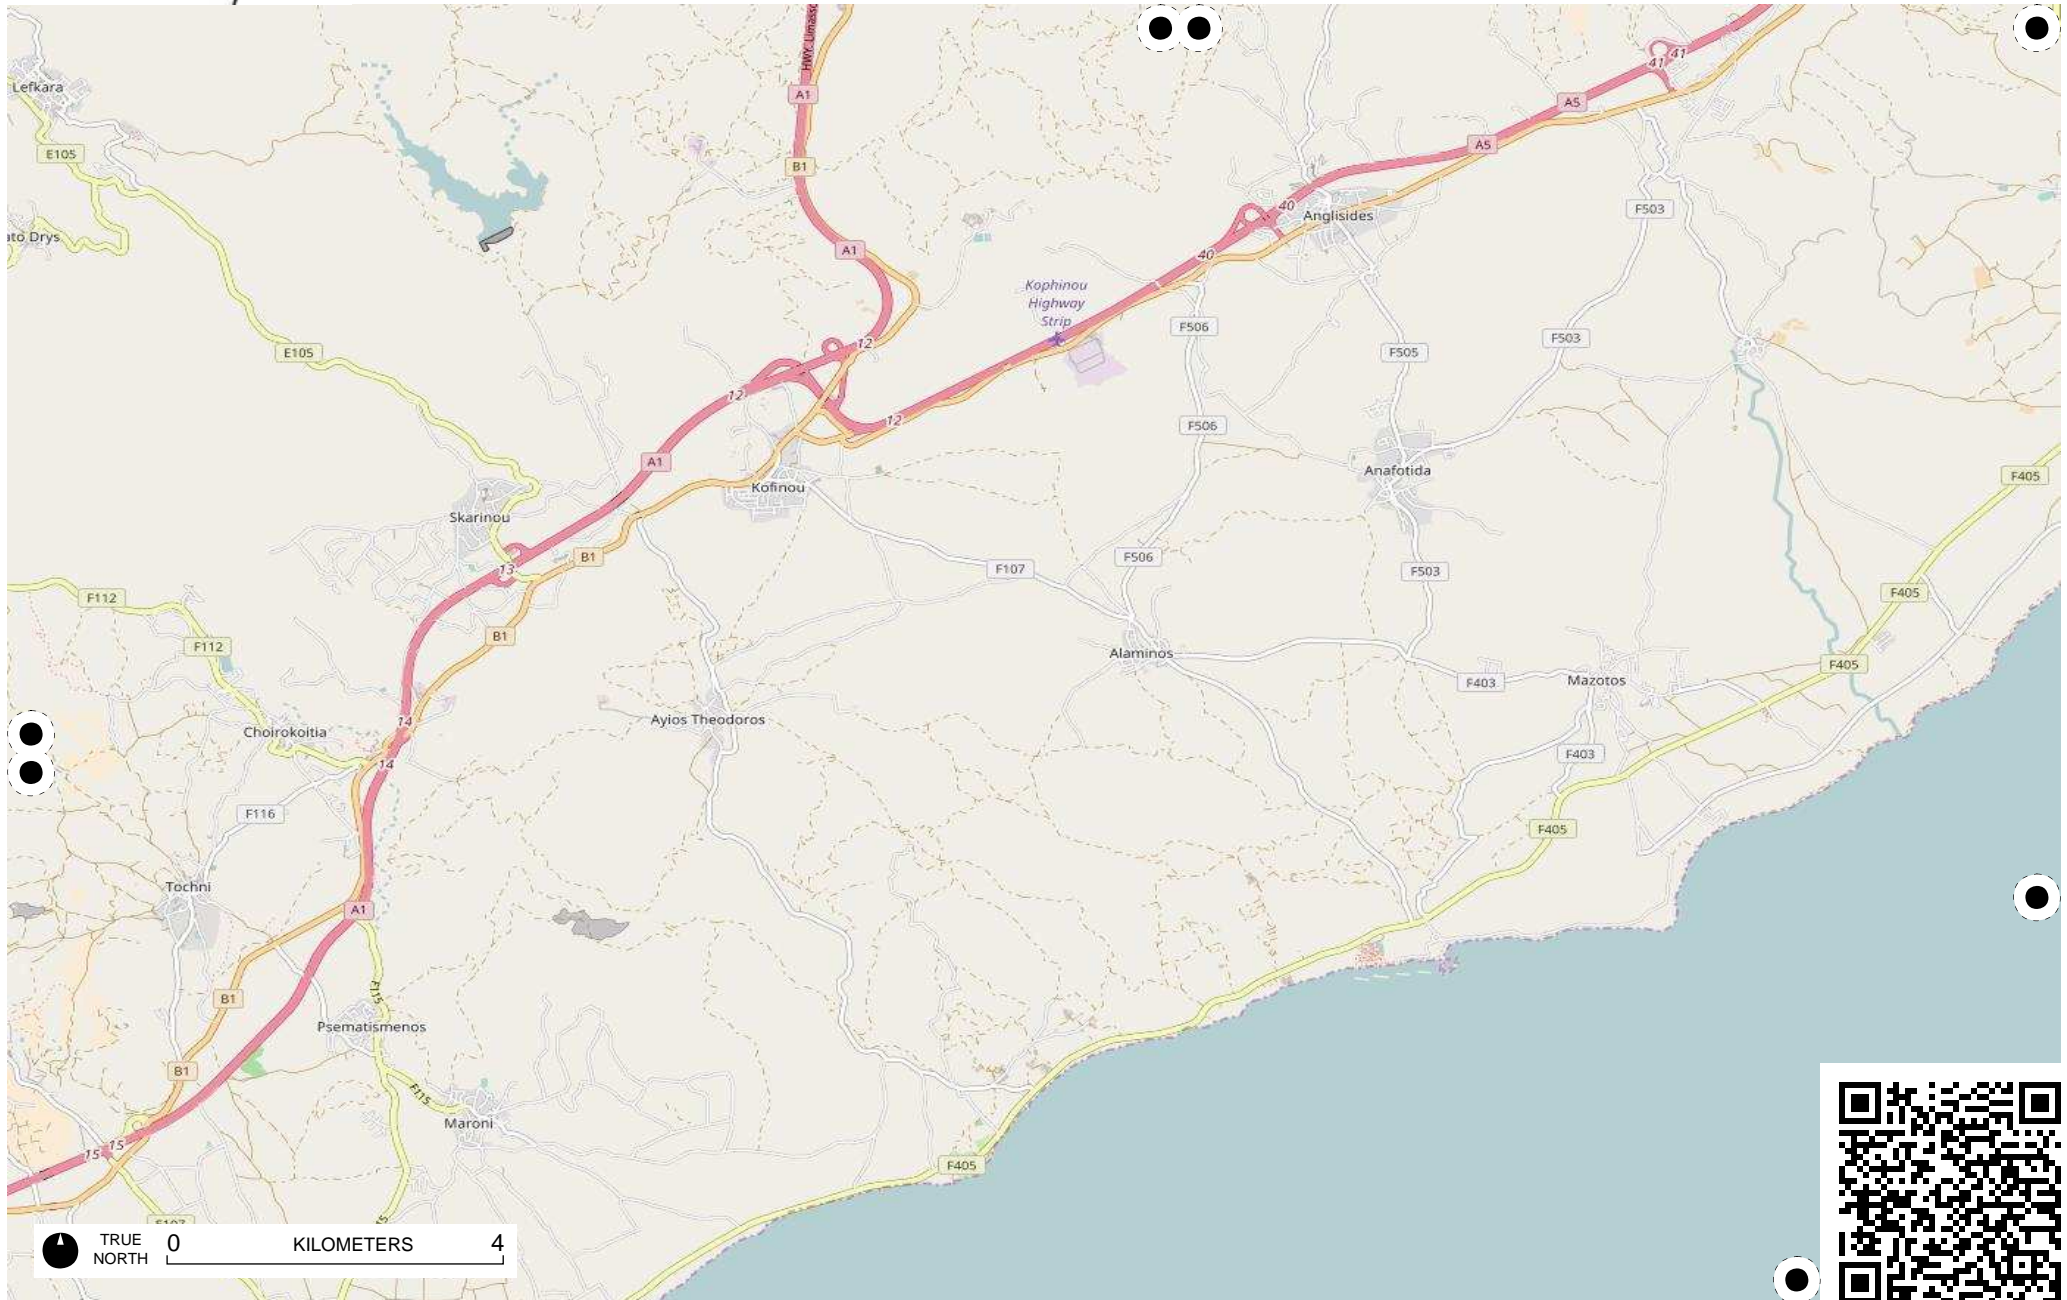 HWY. Limasso
41
41
A1
A5
Lefkara
E105
A5
B1
F503
40
Anglisides
ato Drys
A1
40
Kophinou
Highway
Strip
F506
F503
12
E105
F505
12
12
F506
A1
Anafotida
F405
Kofinou
Skarinou
B1
F506
13
F107
F503
F112
F405
B1
F112
Alaminos
F405
F403
Mazotos
14
Ayios Theodoros
Choirokoitia
14
F403
F116
F405
Tochni
A1
F115
B1
Psematismenos
B1
F115
Maroni
15
15
F405
TRUE
NORTH
0 KILOMETERS 4